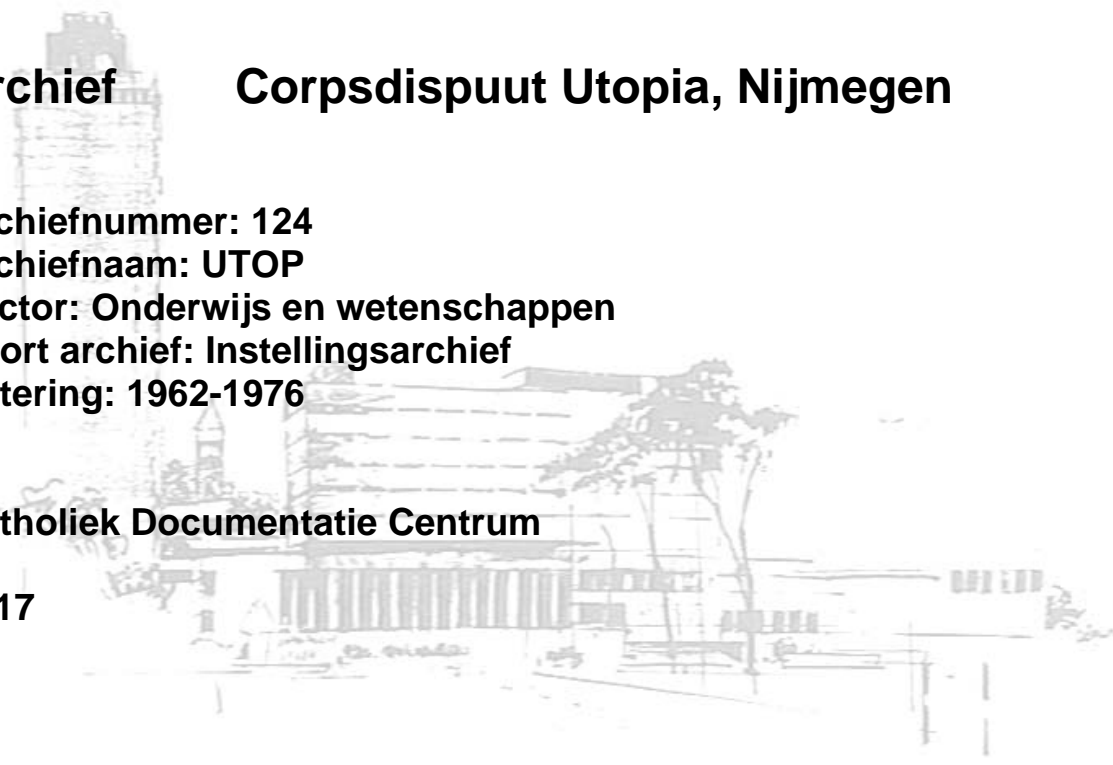 rchief Corpsdispuut Utopia, Nijmegen
chiefnummer: 124
chiefnaam: UTOP
ctor: Onderwijs en wetenschappen
ort archief: Instellingsarchief
tering: 1962-1976
tholiek Documentatie Centrum
17